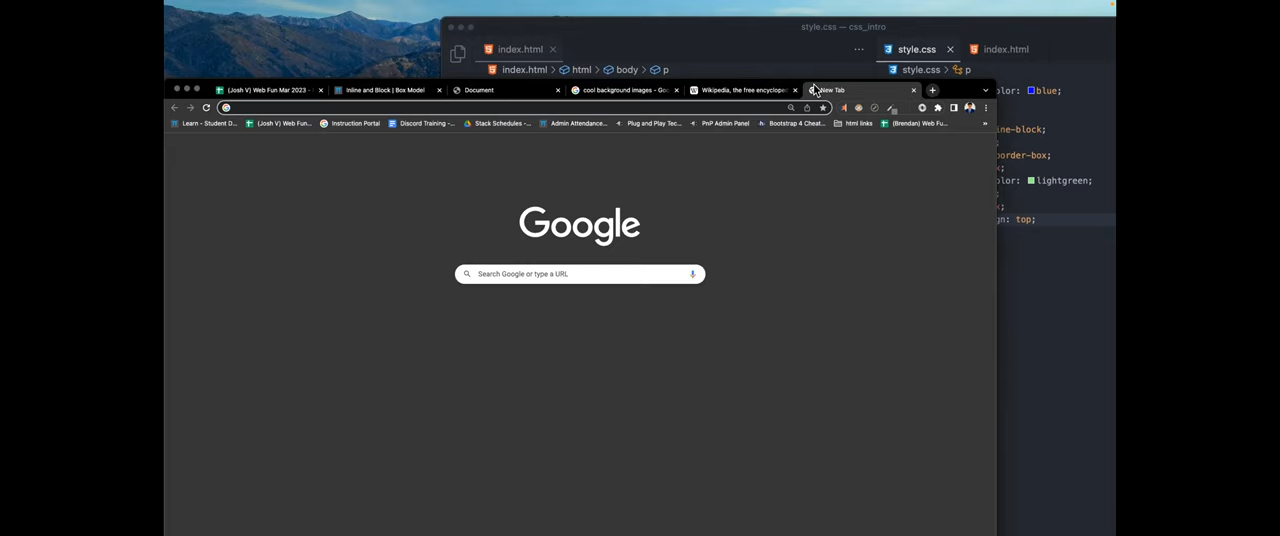 style.css — css_intro
index.html
style.css
index.html
index.html > html > body > p
style.css > p
(Josh V) Web Fun Mar 2023 -
Inline and Block | Box Model
Document
cool background images - Goo
Wikipedia, the free encyclopedi
New Tab
olor: blue;
Learn - Student D...
(Josh V) Web Fun...
Instruction Portal
Discord Training -...
Stack Schedules -...
Admin Attendance...
Plug and Play Tec...
PnP Admin Panel
Bootstrap 4 Cheat...
html links
(Brendan) Web Fu...
»
ine-block;
order-box;
olor: lightgreen;
gn: top;
Google
Search Google or type a URL